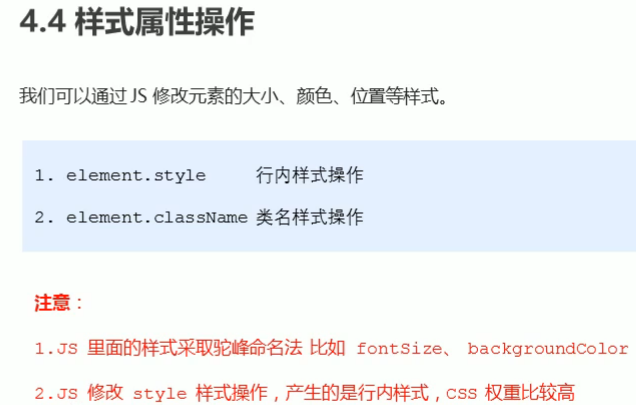 4.4 样式属性操作
我们可以通过 JS 修改元素的大小、颜色、位置等样式。
1. element.style 行内样式操作
2. element.className 类名样式操作
注意：
1.JS 里面的样式采取驼峰命名法 比如 fontSize、 backgroundColor
2.JS 修改 style 样式操作，产生的是行内样式，CSS 权重比较高